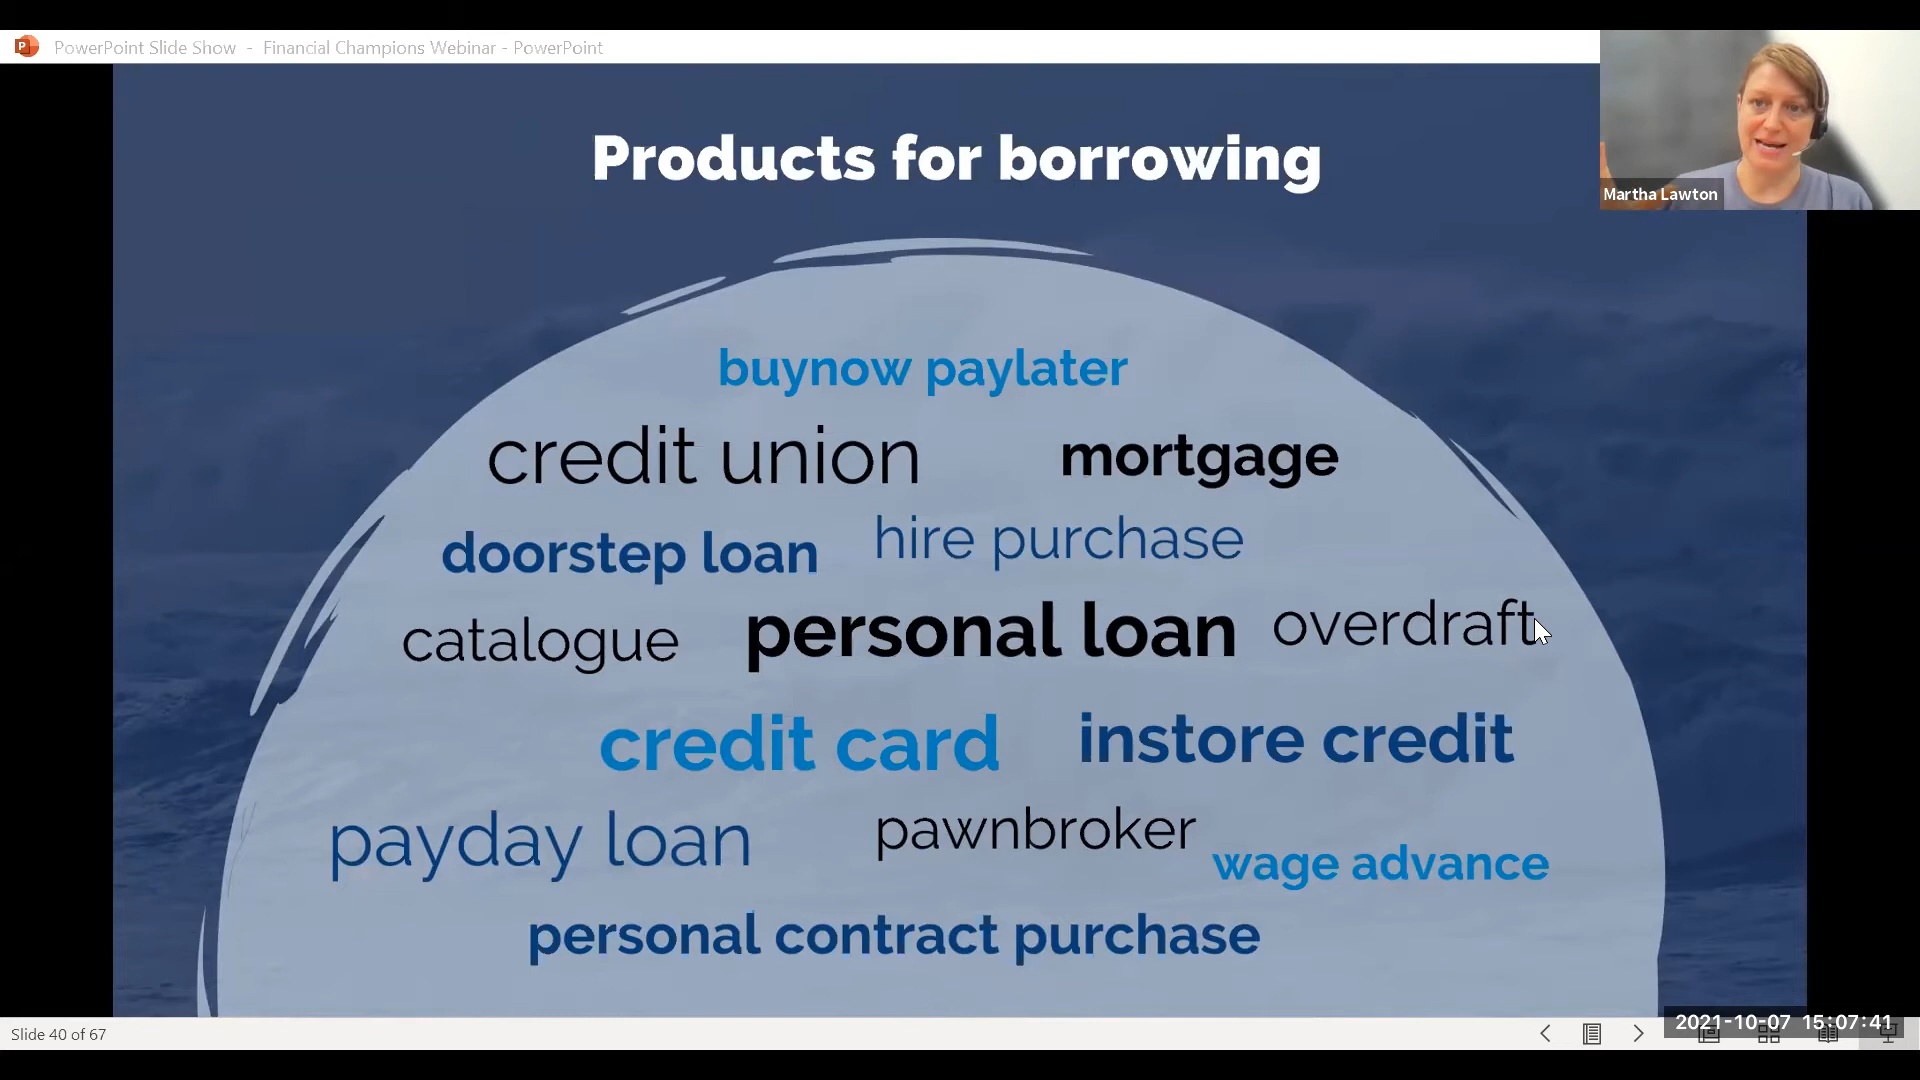 PowerPoint Slide Show - Financial Champions Webinar - PowerPoint
Martha Lawton
Products for borrowing
buynow paylater
credit union
mortgage
doorstep loan
hire purchase
catalogue
personal loan
overdraft
credit card
instore credit
payday loan
pawnbroker
wage advance
personal contract purchase
Slide 40 of 67
2021-10-07 15:07:41